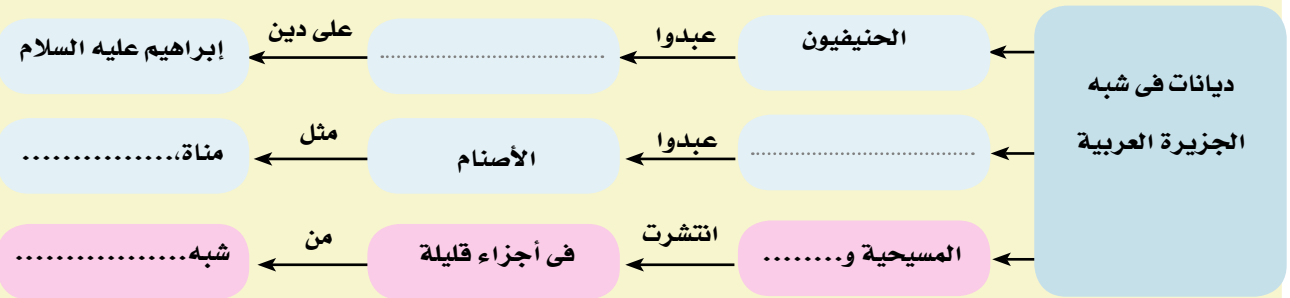 ديانات فى شبه
الجزيرة العربية
الحنيفيون
عبدوا
......................................
على دين
إبراهيم عليه السلام
......................................
عبدوا
الأصنام
مثل
مناة،...............
المسيحية و........
انتشرت
فى أجزاء قليلة
من
شبه.................